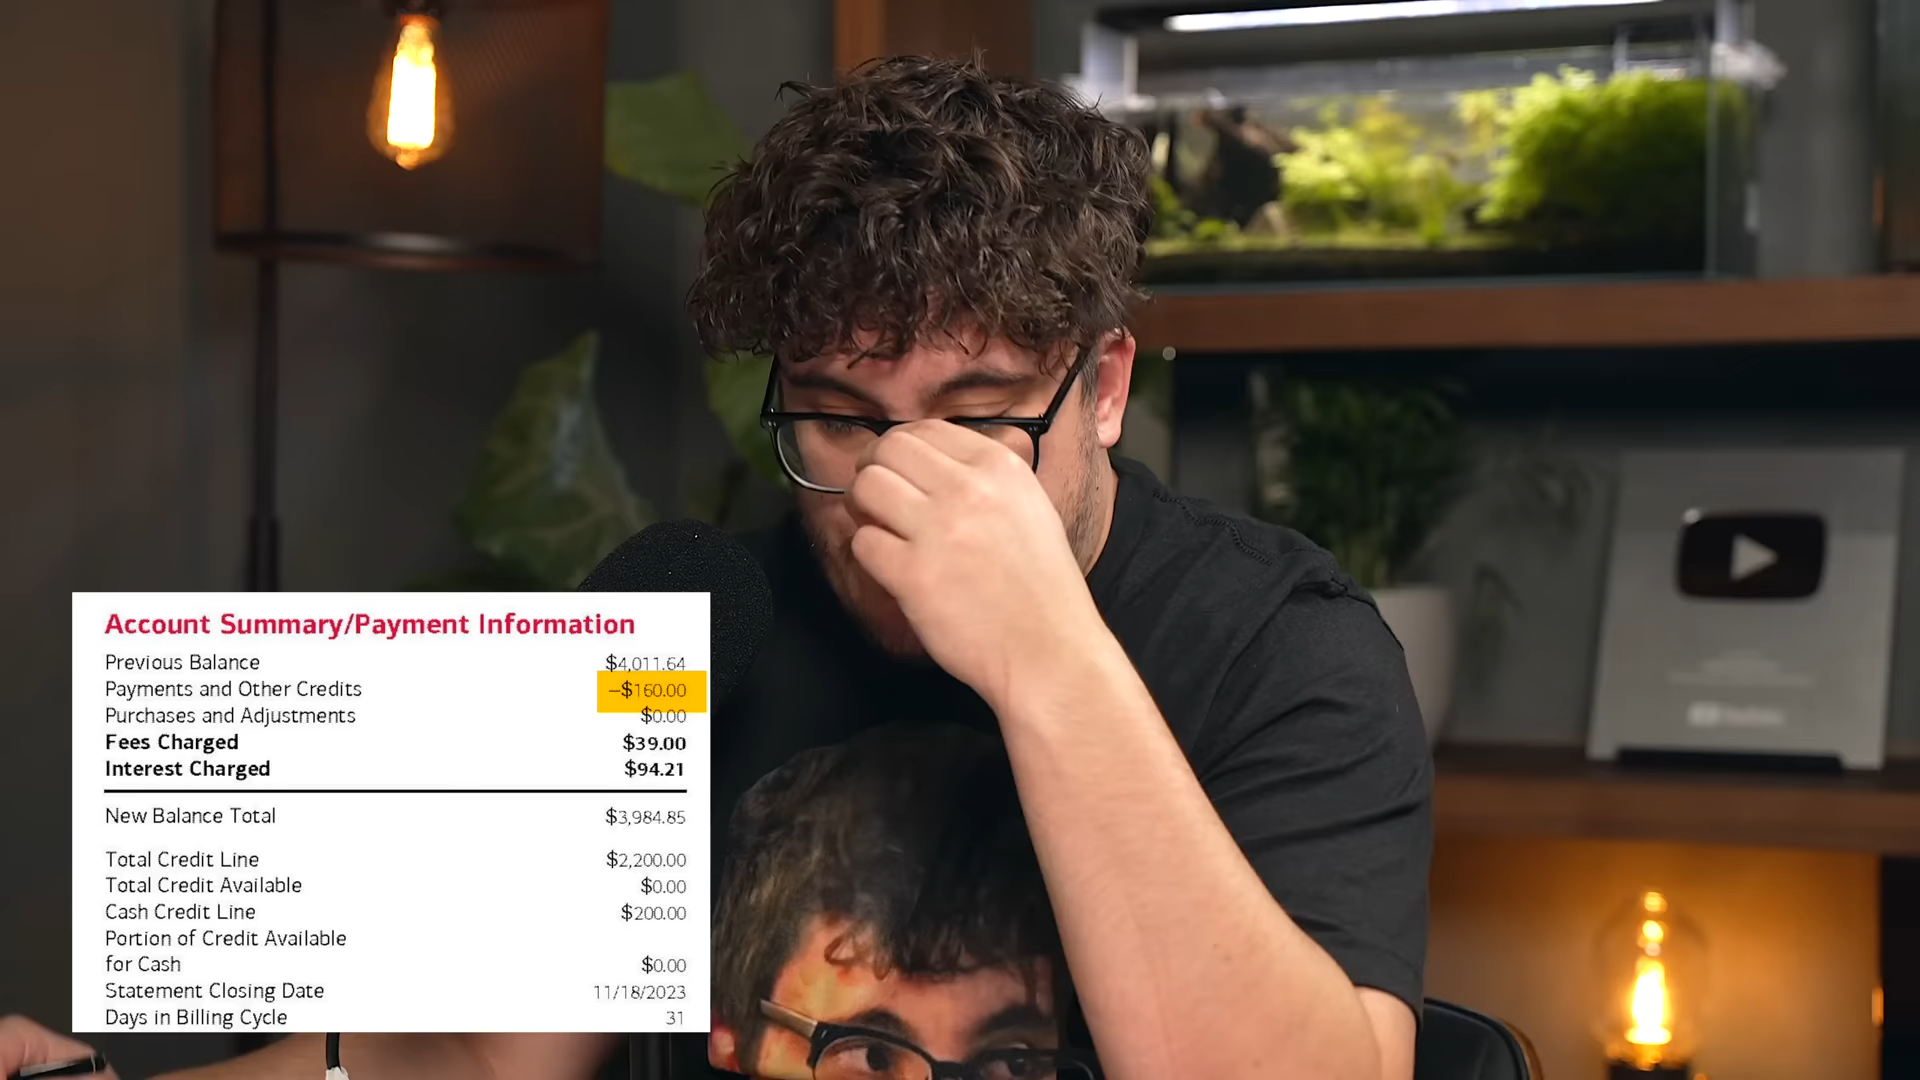 Account Summary/Payment Information
Previous Balance $4,011.64
Payments and Other Credits –$160.00
Purchases and Adjustments $0.00
Fees Charged $39.00
Interest Charged $94.21
New Balance Total $3,984.85
Total Credit Line $2,200.00
Total Credit Available $0.00
Cash Credit Line $200.00
Portion of Credit Available
for Cash $0.00
Statement Closing Date 11/18/2023
Days in Billing Cycle 31